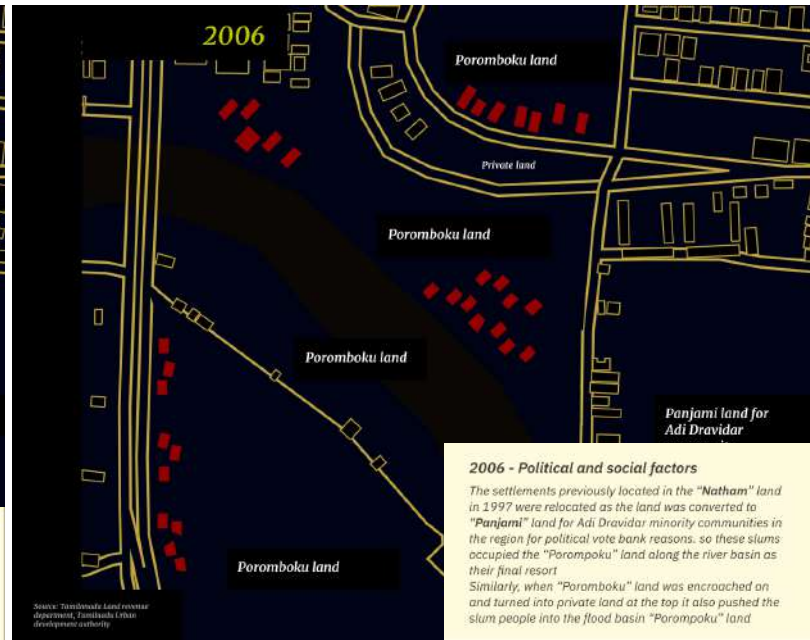 2006
Poromboku land
Private land
Poromboku land
Poromboku land
Panjami land for
Adi Dravidar
Poromboku land
2006 - Political and social factors
The settlements previously located in the “Natham” land
in 1997 were relocated as the land was converted to
“Panjami” land for Adi Dravidar minority communities in
the region for political vote bank reasons. so these slums
occupied the “Porompoku” land along the river basin as
their final resort
Similarly, when “Poromboku” land was encroached on
and turned into private land at the top it also pushed the
slum people into the flood basin “Porompoku” land
Source: Tamilnadu Land revenue
department, Tamilnadu Urban
development authority